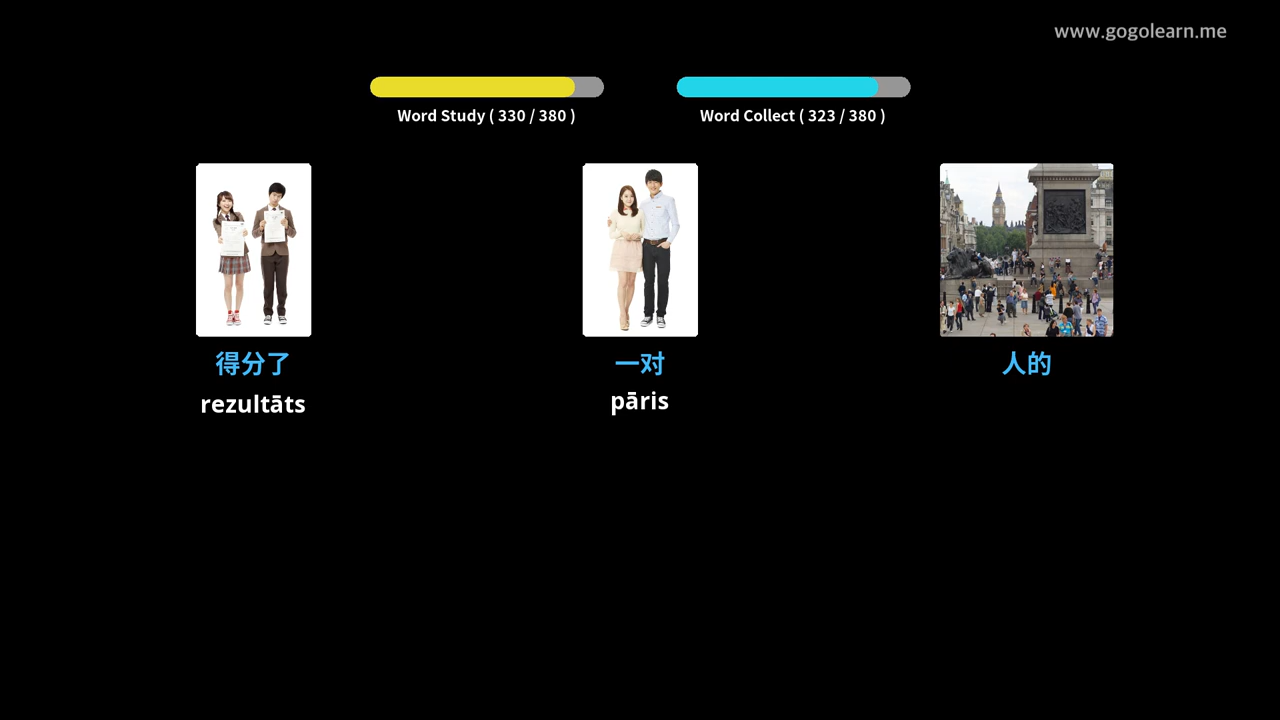 www.gogolearn.me
Word Study ( 330 / 380 )
Word Collect ( 323 / 380 )
得分了
一对
人的
rezultāts
pāris